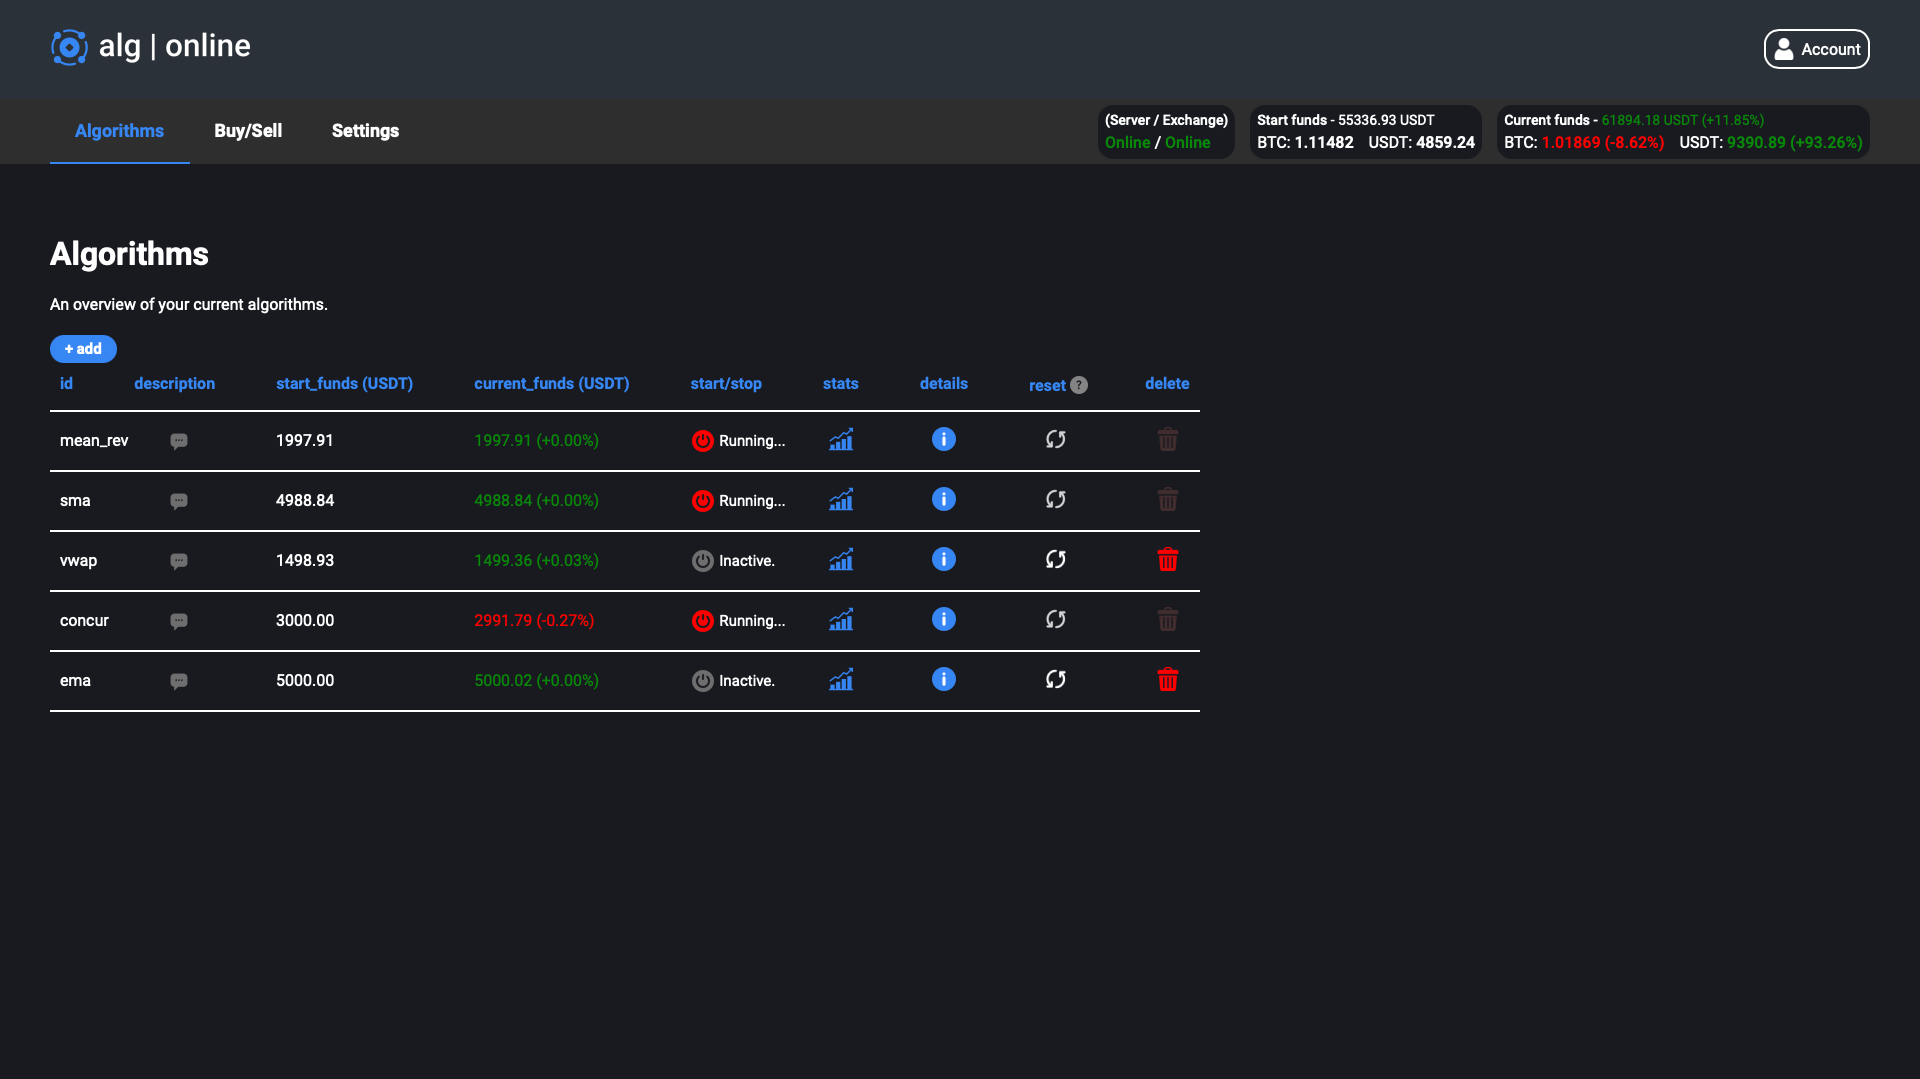 alg | online
Account
Algorithms Buy/Sell Settings
(Server / Exchange)
Online / Online
Start funds - 55336.93 USDT
BTC: 1.11482 USDT: 4859.24
Current funds - 61894.18 USDT (+11.85%)
BTC: 1.01869 (-8.62%) USDT: 9390.89 (+93.26%)
Algorithms
An overview of your current algorithms.
+ add
id description start_funds (USDT) current_funds (USDT) start/stop stats details reset ? delete
mean_rev 1997.91 1997.91 (+0.00%) Running...
sma 4988.84 4988.84 (+0.00%) Running...
vwap 1498.93 1499.36 (+0.03%) Inactive.
concur 3000.00 2991.79 (-0.27%) Running...
ema 5000.00 5000.02 (+0.00%) Inactive.